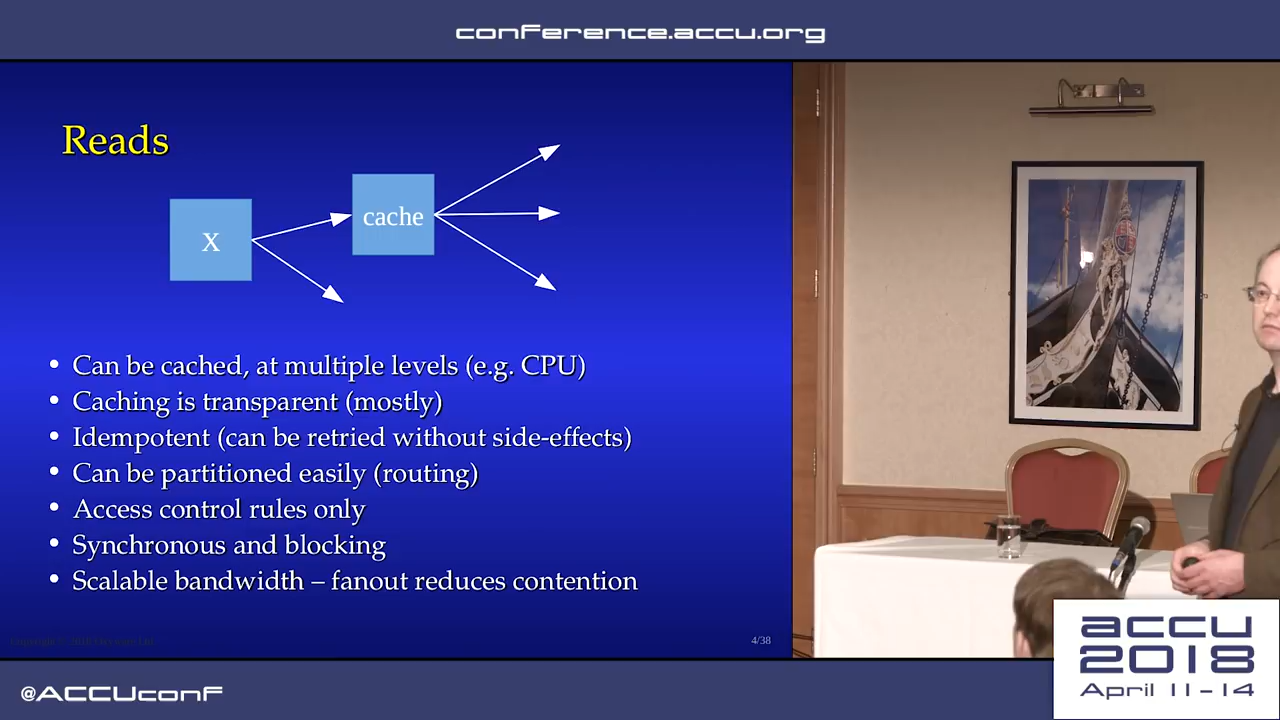 conference.accu.org
Reads
X
cache
• Can be cached, at multiple levels (e.g. CPU)
• Caching is transparent (mostly)
• Idempotent (can be retried without side-effects)
• Can be partitioned easily (routing)
• Access control rules only
• Synchronous and blocking
• Scalable bandwidth – fanout reduces contention
4/38
accu
2018
April 11-14
@ACCUconf